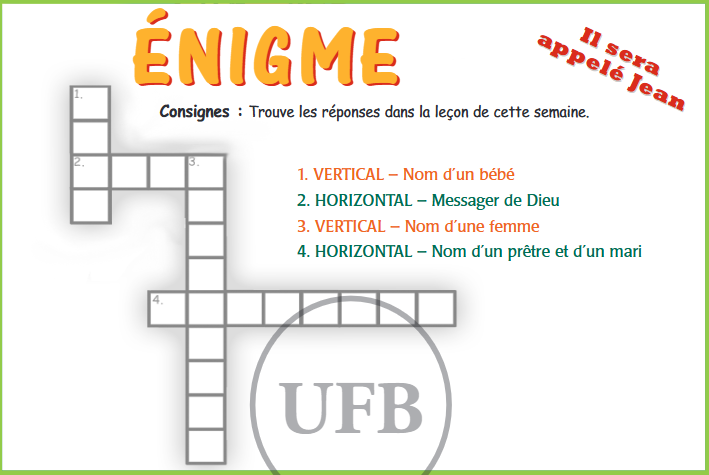 ÉNIGME
Il sera
appelé Jean
Consignes : Trouve les réponses dans la leçon de cette semaine.
1.
2.
3.
4.
1. VERTICAL – Nom d’un bébé
2. HORIZONTAL – Messager de Dieu
3. VERTICAL – Nom d’une femme
4. HORIZONTAL – Nom d’un prêtre et d’un mari
UFB